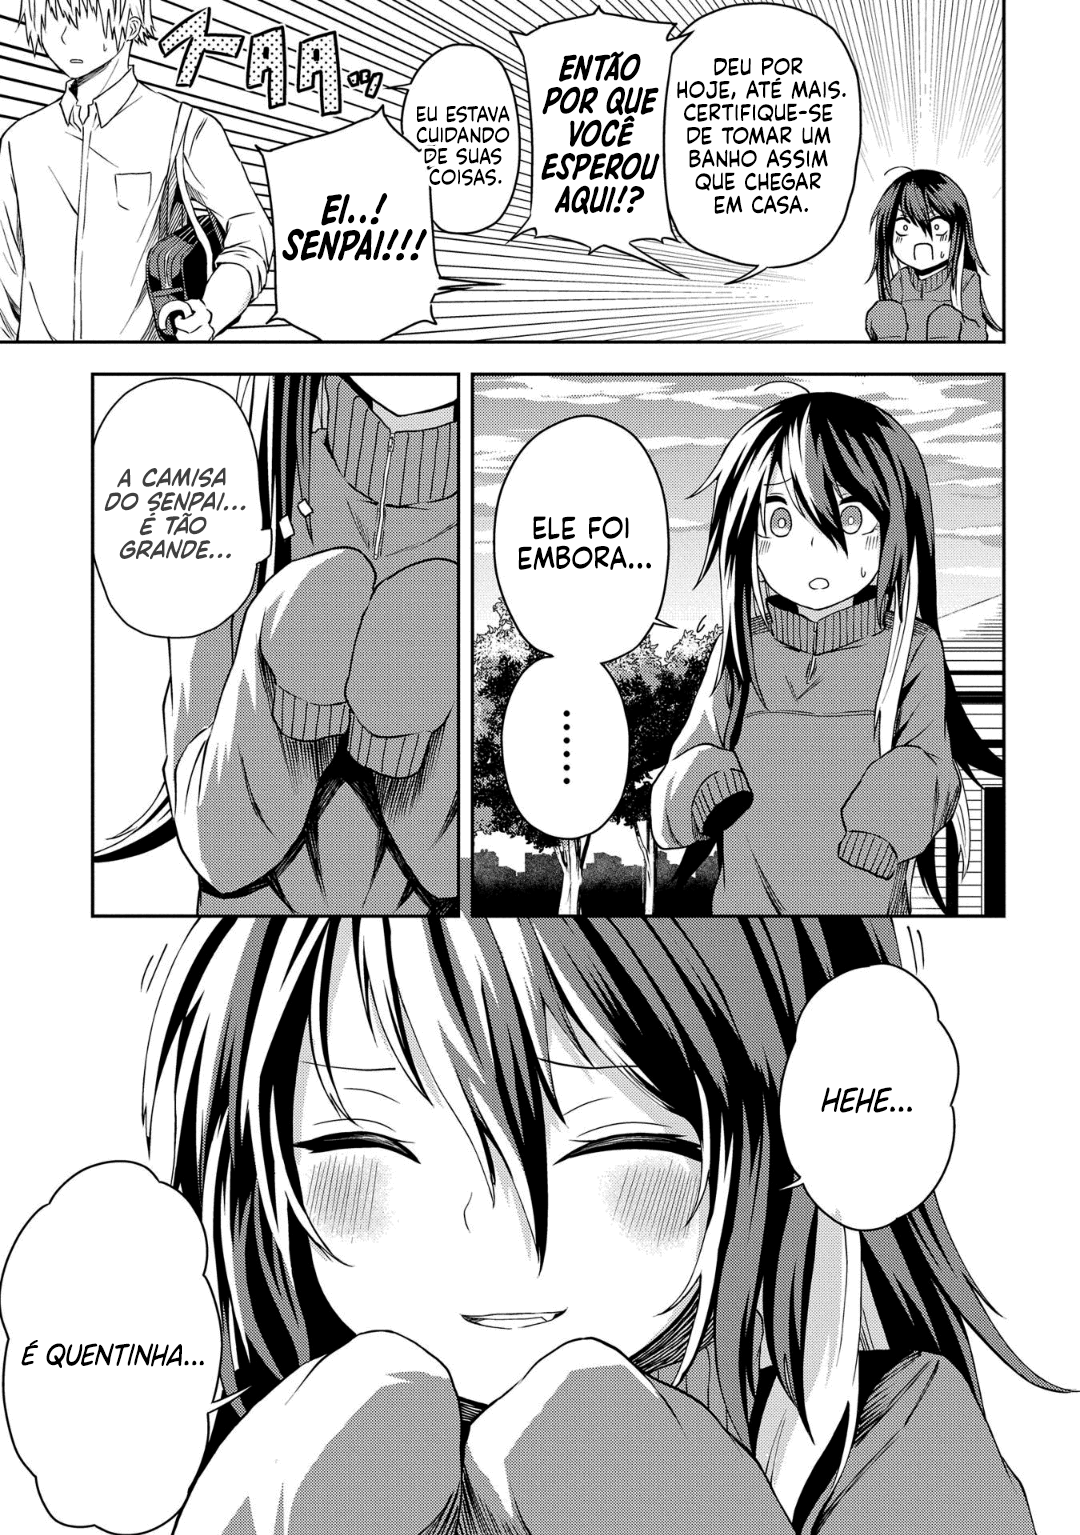 DEU POR
HOJE, ATÉ MAIS.
CERTIFIQUE-SE
DE TOMAR UM
BANHO ASSIM
QUE CHEGAR
EM CASA.
ENTÃO
POR QUE
VOCÊ
ESPEROU
AQUI!?
EU ESTAVA
CUIDANDO
DE SUAS
COISAS.
EI..!
SENPAI!!!
ELE FOI
EMBORA...
......
A CAMISA
DO SENPAI...
É TÃO
GRANDE...
HEHE...
É QUENTINHA...